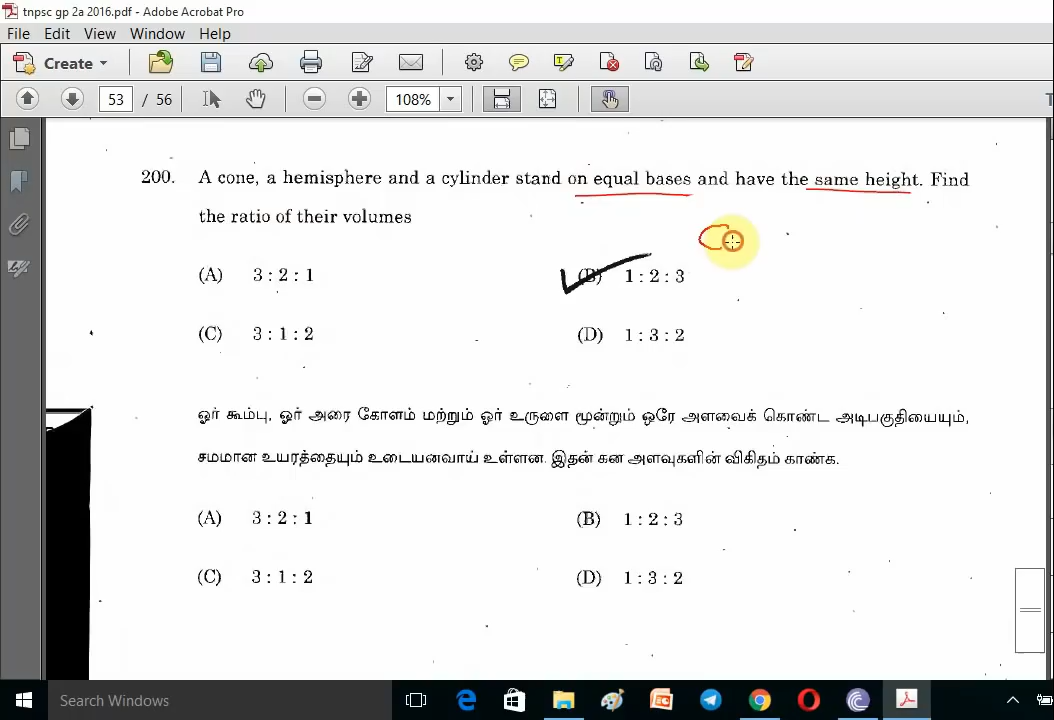 tnpsc gp 2a 2016.pdf - Adobe Acrobat Pro
File Edit View Window Help
Create
53 / 56
108%
200. A cone, a hemisphere and a cylinder stand on equal bases and have the same height. Find
the ratio of their volumes
(A) 3 : 2 : 1 (B) 1 : 2 : 3
(C) 3 : 1 : 2 (D) 1 : 3 : 2
ஓர் கூம்பு, ஓர் அரை கோளம் மற்றும் ஓர் உருளை மூன்றும் ஒரே அளவைக் கொண்ட அடிபகுதியையும்,
சமமான உயரத்தையும் உடையனவாய் உள்ளன. இதன் கன அளவுகளின் விகிதம் காண்க.
(A) 3 : 2 : 1 (B) 1 : 2 : 3
(C) 3 : 1 : 2 (D) 1 : 3 : 2
Search Windows